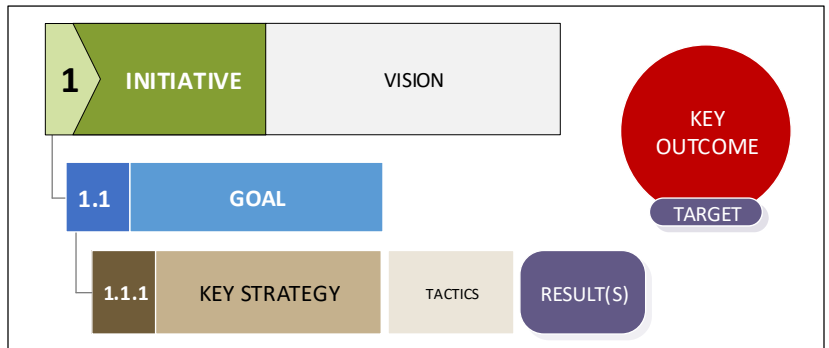 1
INITIATIVE
VISION
KEY
OUTCOME
TARGET
1.1
GOAL
1.1.1
KEY STRATEGY
TACTICS
RESULT(S)